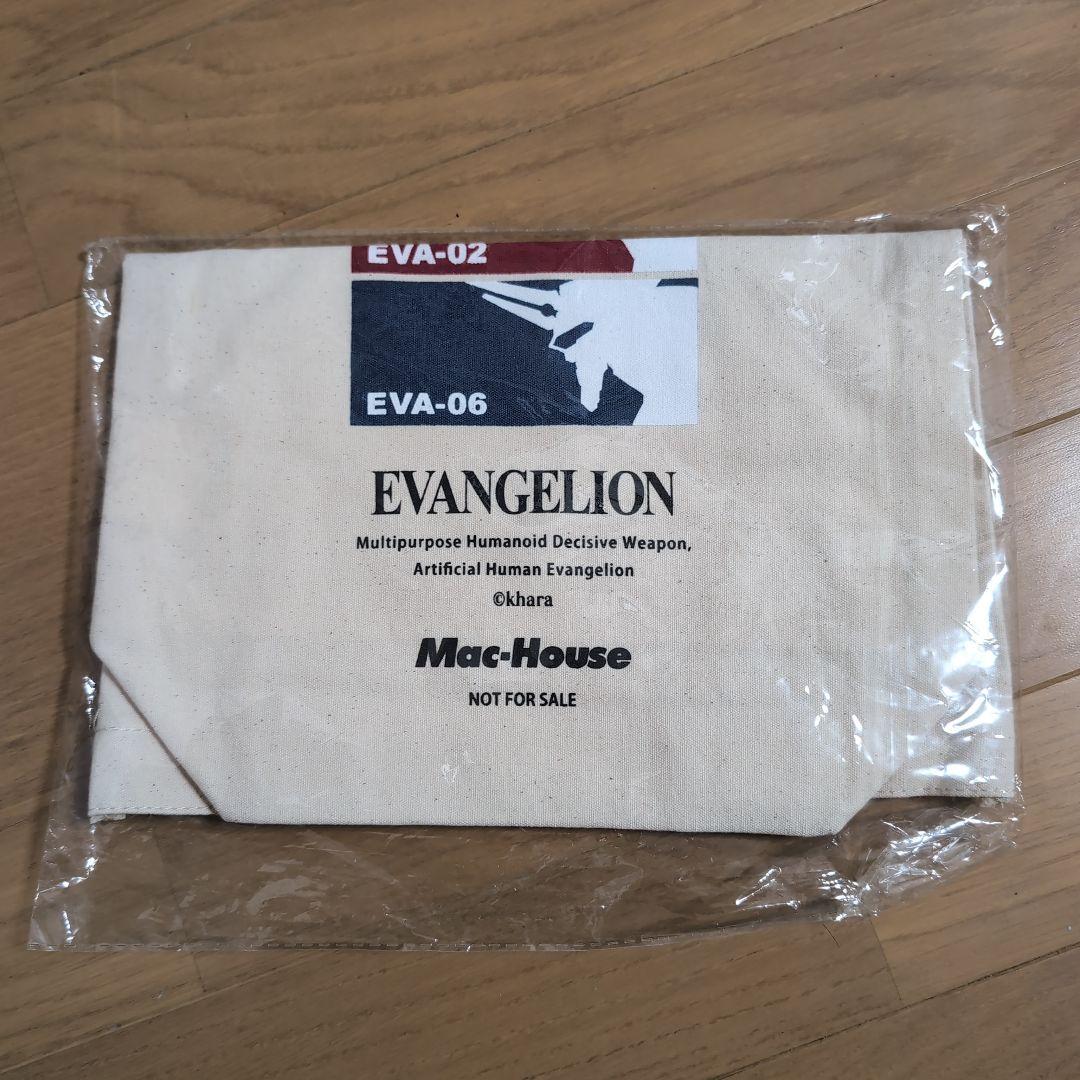 EVA-02
EVA-06
EVANGELION
Multipurpose Humanoid Decisive Weapon,
Artificial Human Evangelion
©khara
Mac-House
NOT FOR SALE